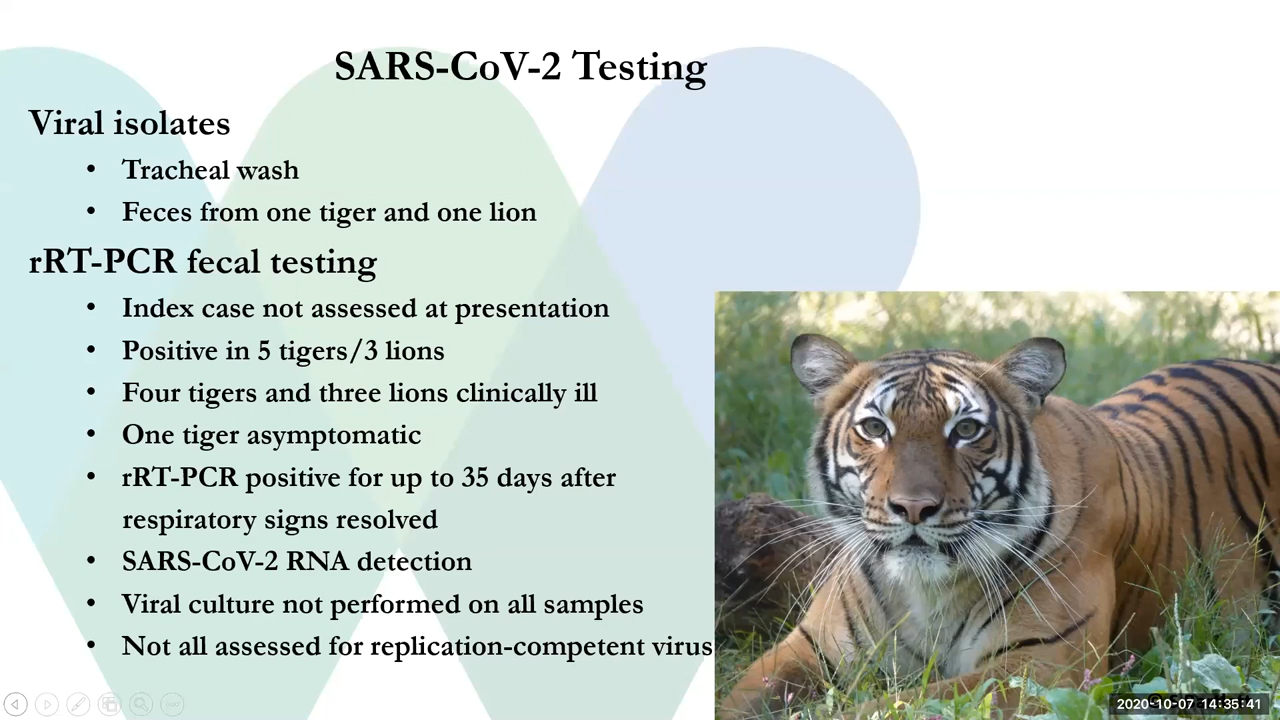 SARS-CoV-2 Testing
Viral isolates
• Tracheal wash
• Feces from one tiger and one lion
rRT-PCR fecal testing
• Index case not assessed at presentation
• Positive in 5 tigers/3 lions
• Four tigers and three lions clinically ill
• One tiger asymptomatic
• rRT-PCR positive for up to 35 days after
respiratory signs resolved
• SARS-CoV-2 RNA detection
• Viral culture not performed on all samples
• Not all assessed for replication-competent virus
2020-10-07 14:35:41